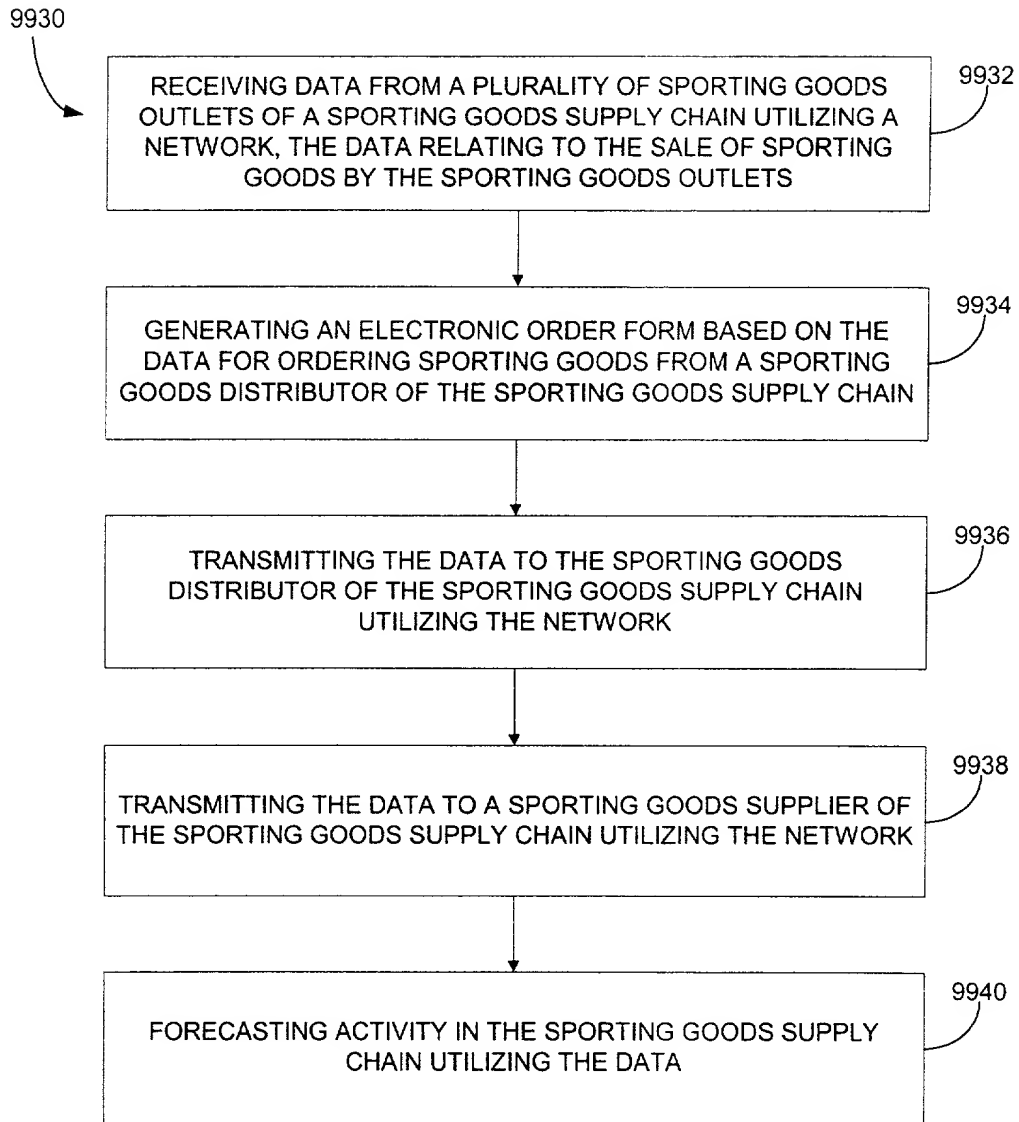 9930
9932
RECEIVING DATA FROM A PLURALITY OF SPORTING GOODS
OUTLETS OF A SPORTING GOODS SUPPLY CHAIN UTILIZING A
NETWORK, THE DATA RELATING TO THE SALE OF SPORTING
GOODS BY THE SPORTING GOODS OUTLETS
9934
GENERATING AN ELECTRONIC ORDER FORM BASED ON THE
DATA FOR ORDERING SPORTING GOODS FROM A SPORTING
GOODS DISTRIBUTOR OF THE SPORTING GOODS SUPPLY CHAIN
9936
TRANSMITTING THE DATA TO THE SPORTING GOODS
DISTRIBUTOR OF THE SPORTING GOODS SUPPLY CHAIN
UTILIZING THE NETWORK
9938
TRANSMITTING THE DATA TO A SPORTING GOODS SUPPLIER OF
THE SPORTING GOODS SUPPLY CHAIN UTILIZING THE NETWORK
9940
FORECASTING ACTIVITY IN THE SPORTING GOODS SUPPLY
CHAIN UTILIZING THE DATA